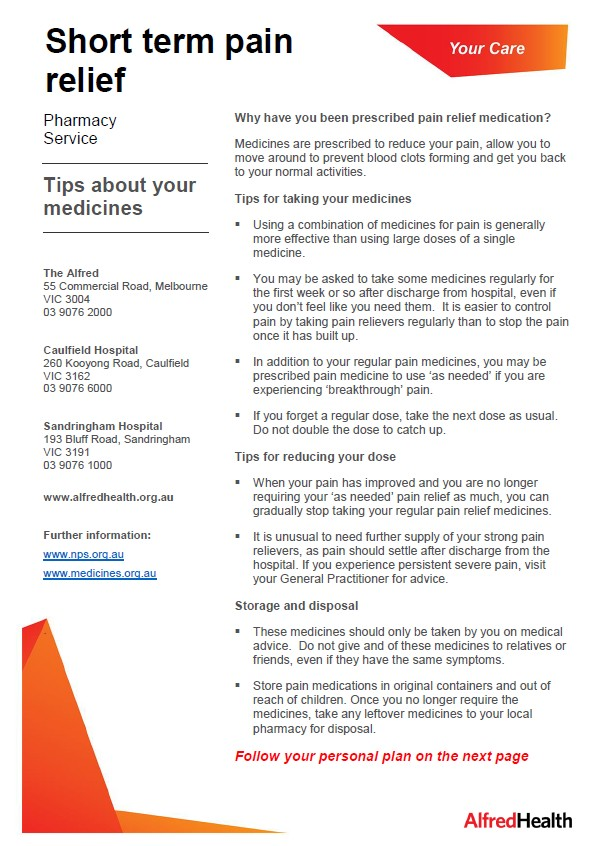 Short term pain
relief
Your Care
Pharmacy
Service
Tips about your
medicines
The Alfred
55 Commercial Road, Melbourne
VIC 3004
03 9076 2000
Caulfield Hospital
260 Kooyong Road, Caulfield
VIC 3162
03 9076 6000
Sandringham Hospital
193 Bluff Road, Sandringham
VIC 3191
03 9076 1000
www.alfredhealth.org.au
Further information:
www.nps.org.au
www.medicines.org.au
Why have you been prescribed pain relief medication?
Medicines are prescribed to reduce your pain, allow you to
move around to prevent blood clots forming and get you back
to your normal activities.
Tips for taking your medicines
▪ Using a combination of medicines for pain is generally
more effective than using large doses of a single
medicine.
▪ You may be asked to take some medicines regularly for
the first week or so after discharge from hospital, even if
you don’t feel like you need them.  It is easier to control
pain by taking pain relievers regularly than to stop the pain
once it has built up.
▪ In addition to your regular pain medicines, you may be
prescribed pain medicine to use ‘as needed’ if you are
experiencing ‘breakthrough’ pain.
▪ If you forget a regular dose, take the next dose as usual.
Do not double the dose to catch up.
Tips for reducing your dose
▪ When your pain has improved and you are no longer
requiring your ‘as needed’ pain relief as much, you can
gradually stop taking your regular pain relief medicines.
▪ It is unusual to need further supply of your strong pain
relievers, as pain should settle after discharge from the
hospital. If you experience persistent severe pain, visit
your General Practitioner for advice.
Storage and disposal
▪ These medicines should only be taken by you on medical
advice.  Do not give and of these medicines to relatives or
friends, even if they have the same symptoms.
▪ Store pain medications in original containers and out of
reach of children. Once you no longer require the
medicines, take any leftover medicines to your local
pharmacy for disposal.
Follow your personal plan on the next page
AlfredHealth